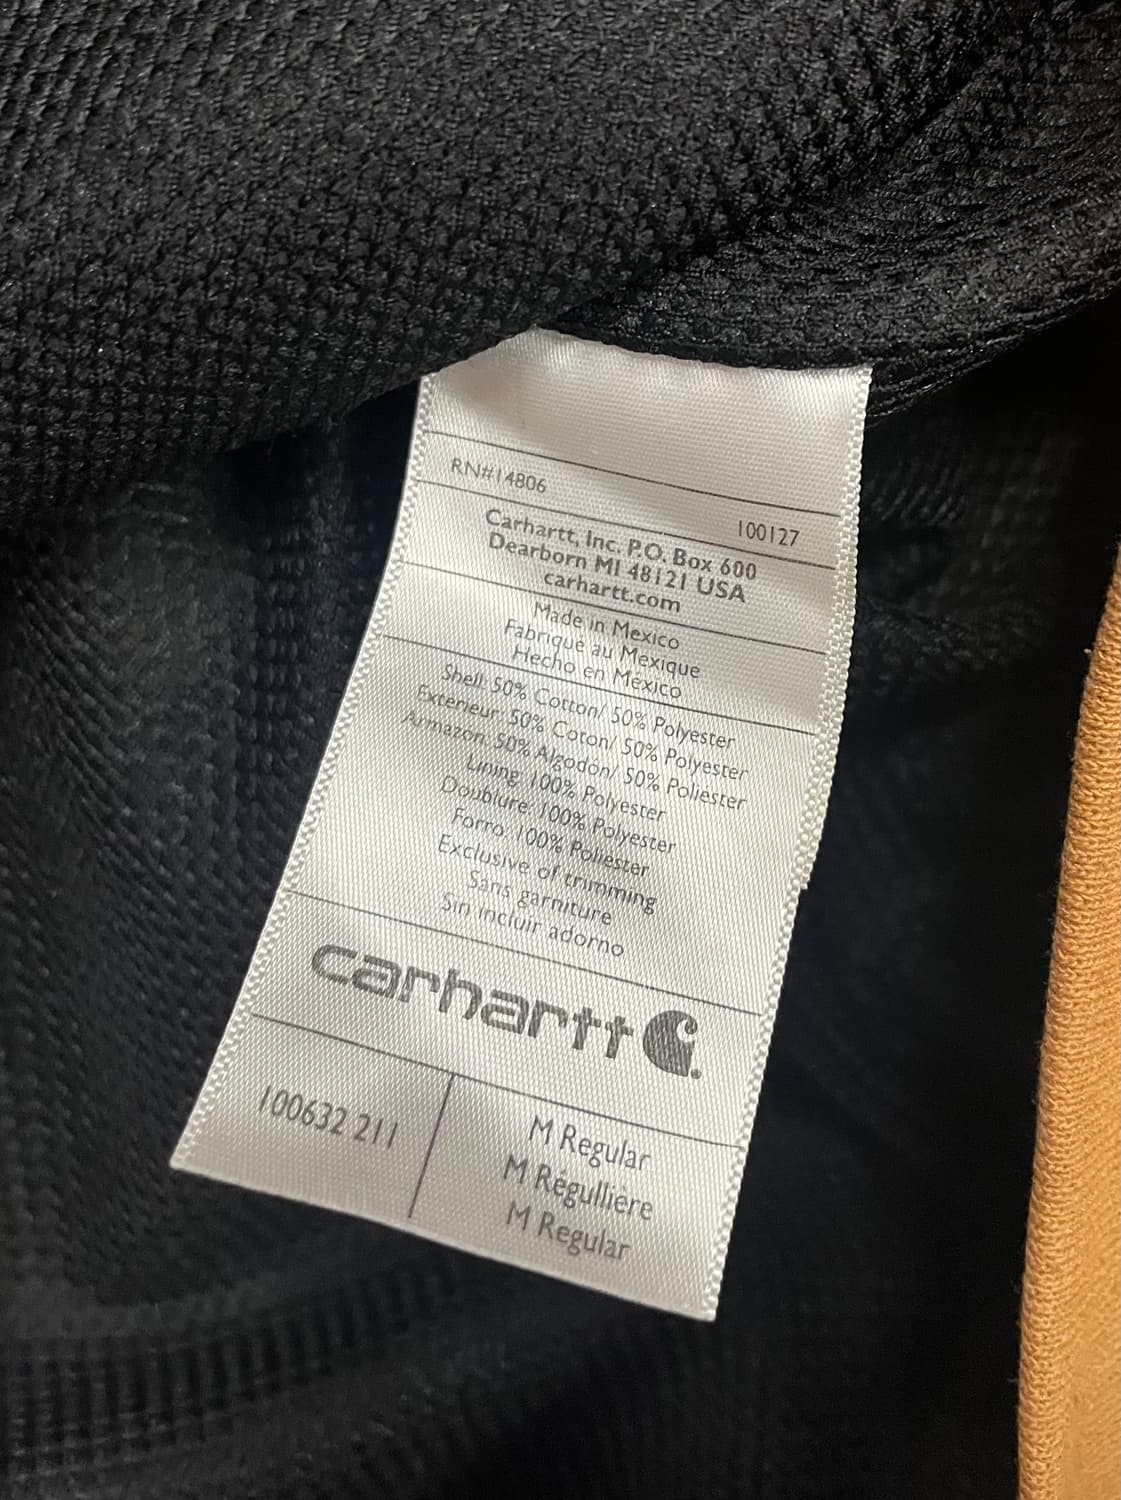 RN#14806
100127
Carhartt, Inc. P.O. Box 600
Dearborn MI 48121 USA
carhartt.com
Made in Mexico
Fabriqué au Mexique
Hecho en México
Shell: 50% Cotton/ 50% Polyester
Extérieur: 50% Coton/ 50% Polyester
Armazon: 50% Algodón/ 50% Poliester
Lining: 100% Polyester
Doublure: 100% Polyester
Forro: 100% Poliester
Exclusive of trimming
Sans garniture
Sin incluir adorno
carhartt
100632 211
M Regular
M Régullière
M Regular